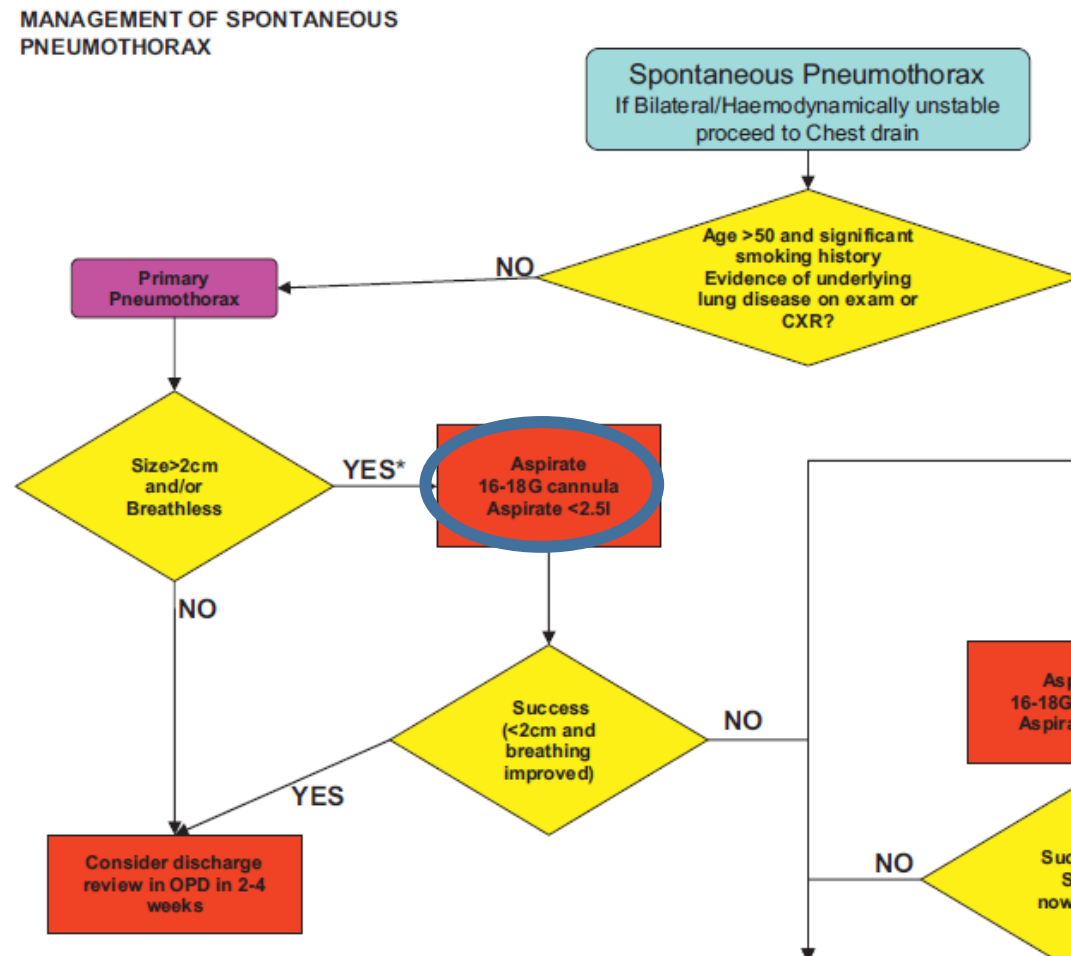 MANAGEMENT OF SPONTANEOUS
PNEUMOTHORAX
Spontaneous Pneumothorax
If Bilateral/Haemodynamically unstable
proceed to Chest drain
Age >50 and significant
smoking history
Evidence of underlying
lung disease on exam or
CXR?
NO
Primary
Pneumothorax
Size>2cm
and/or
Breathless
YES*
Aspirate
16-18G cannula
Aspirate <2.5l
NO
Success
(<2cm and
breathing
improved)
NO
YES
Consider discharge
review in OPD in 2-4
weeks
16-18G
NO